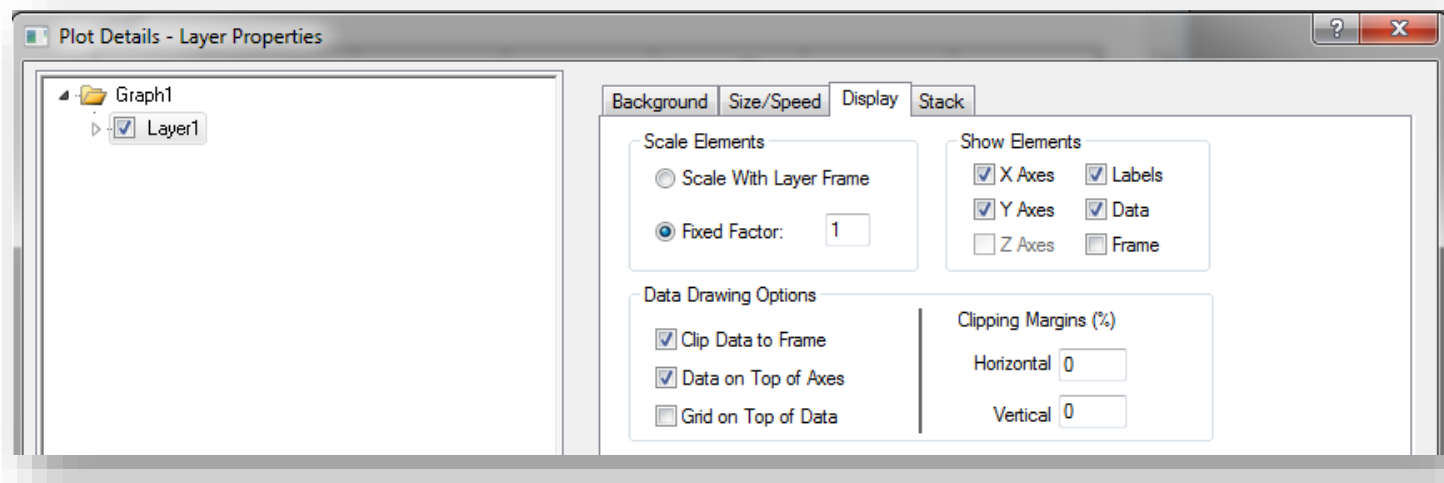 Plot Details - Layer Properties
?
Graph1
Layer1
Background Size/Speed Display Stack
Scale Elements
Scale With Layer Frame
Fixed Factor: 1
Show Elements
X Axes Labels
Y Axes Data
Z Axes Frame
Data Drawing Options
Clip Data to Frame
Data on Top of Axes
Grid on Top of Data
Clipping Margins (%)
Horizontal 0
Vertical 0